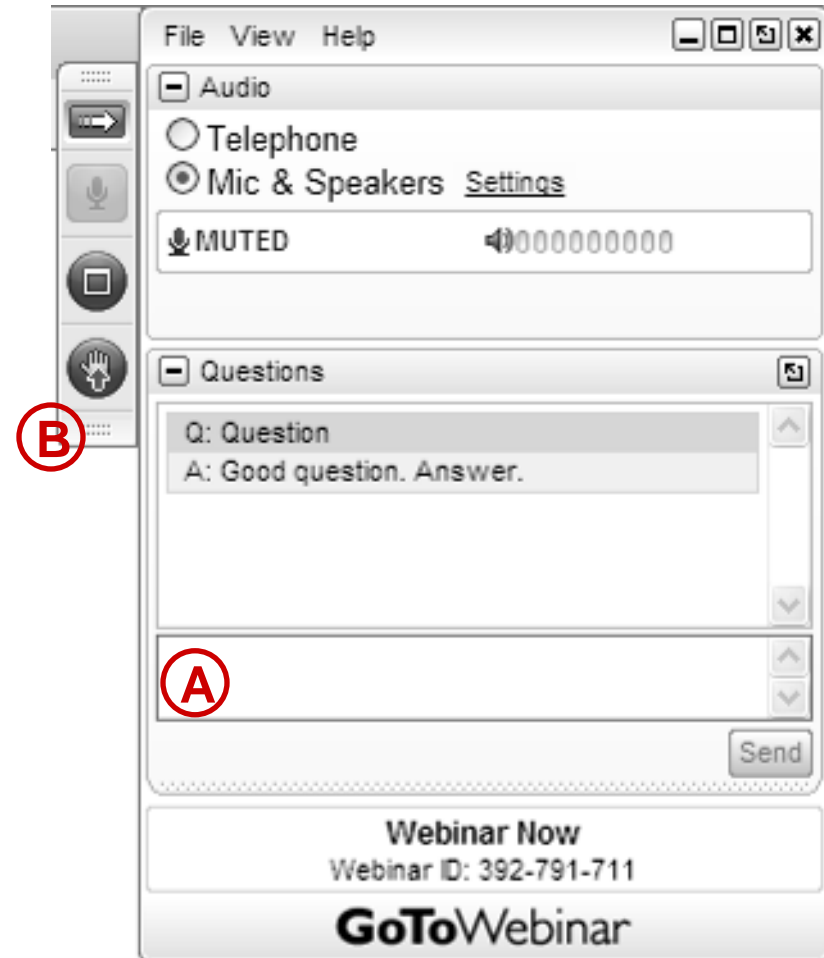 File View Help
Audio
Telephone
Mic & Speakers Settings
MUTED 000000000
Questions
B
Q: Question
A: Good question. Answer.
A
Send
Webinar Now
Webinar ID: 392-791-711
GoToWebinar